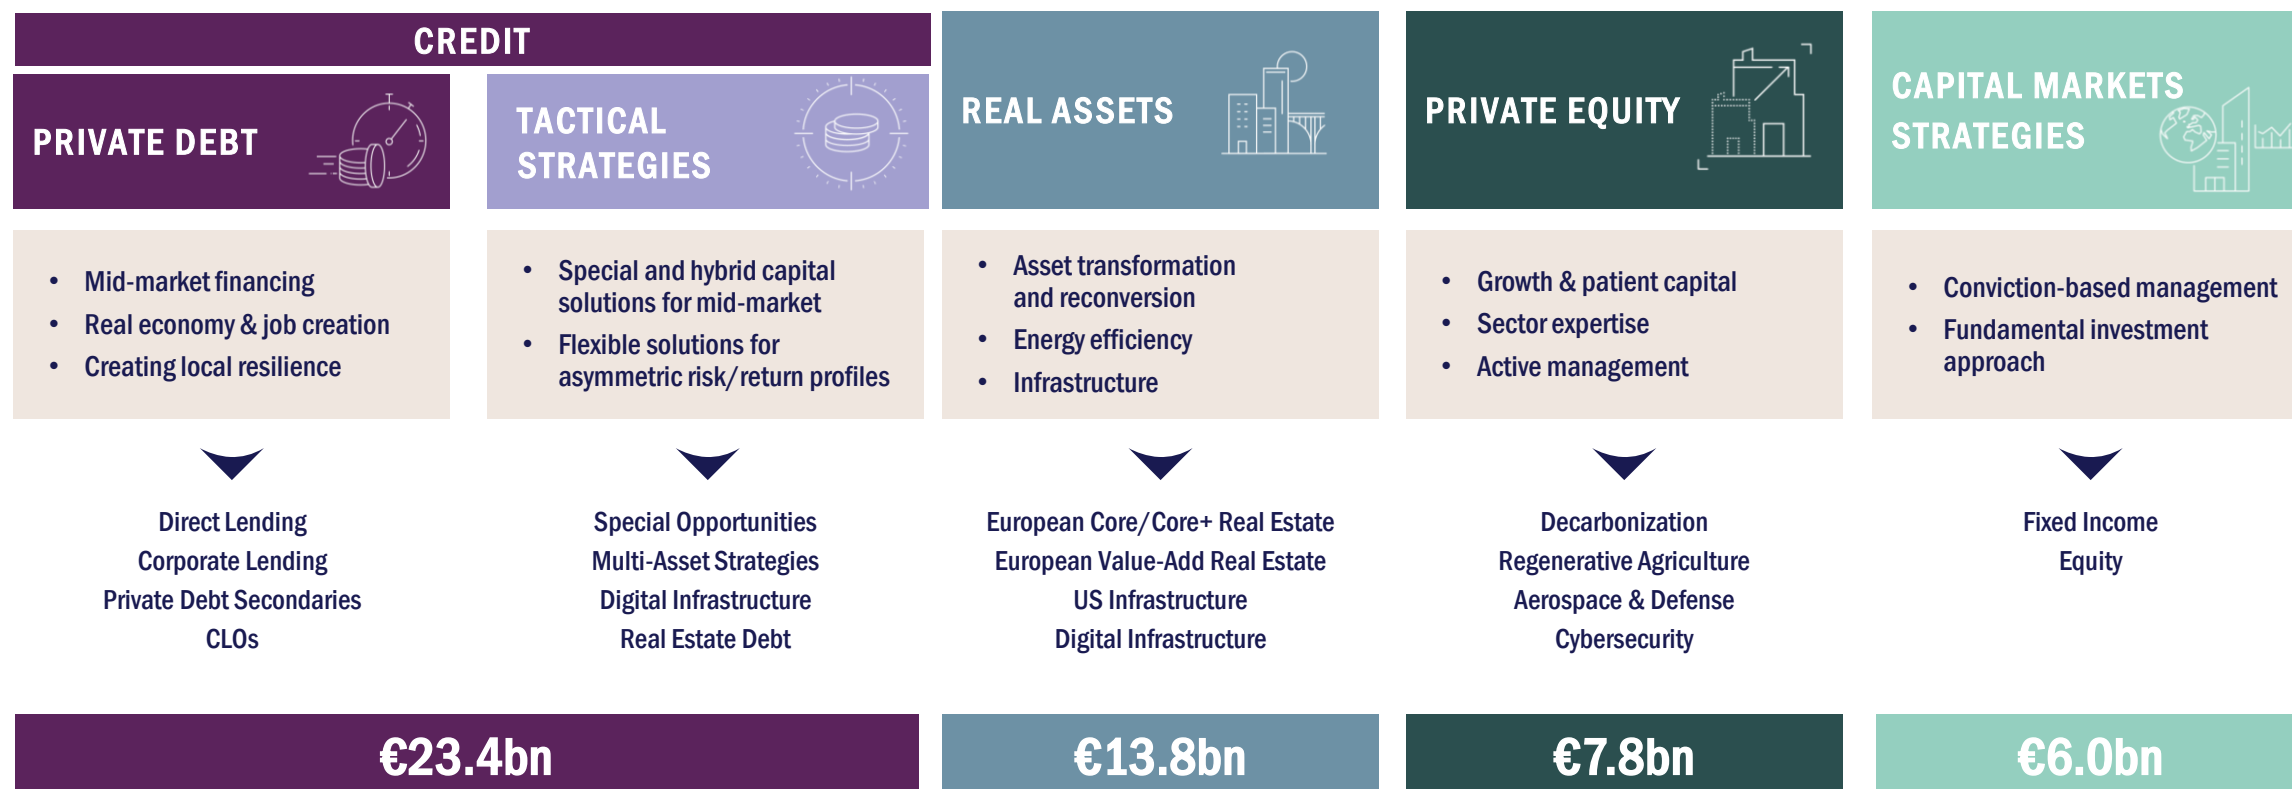 CREDIT
PRIVATE DEBT
TACTICAL
STRATEGIES
REAL ASSETS
PRIVATE EQUITY
CAPITAL MARKETS
STRATEGIES
• Mid-market financing
• Real economy & job creation
• Creating local resilience
• Special and hybrid capital
solutions for mid-market
• Flexible solutions for
asymmetric risk/return profiles
• Asset transformation
and reconversion
• Energy efficiency
• Infrastructure
• Growth & patient capital
• Sector expertise
• Active management
• Conviction-based management
• Fundamental investment
approach
Direct Lending
Corporate Lending
Private Debt Secondaries
CLOs
Special Opportunities
Multi-Asset Strategies
Digital Infrastructure
Real Estate Debt
European Core/Core+ Real Estate
European Value-Add Real Estate
US Infrastructure
Digital Infrastructure
Decarbonization
Regenerative Agriculture
Aerospace & Defense
Cybersecurity
Fixed Income
Equity
€23.4bn
€13.8bn
€7.8bn
€6.0bn